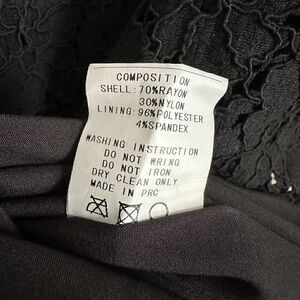 COMPOSITION
SHELL: 70%RAYON
30%NYLON
LINING: 96%POLYESTER
4%SPANDEX
WASHING INSTRUCTION
DO NOT WRING
DO NOT IRON
DRY CLEAN ONLY
MADE IN PRC